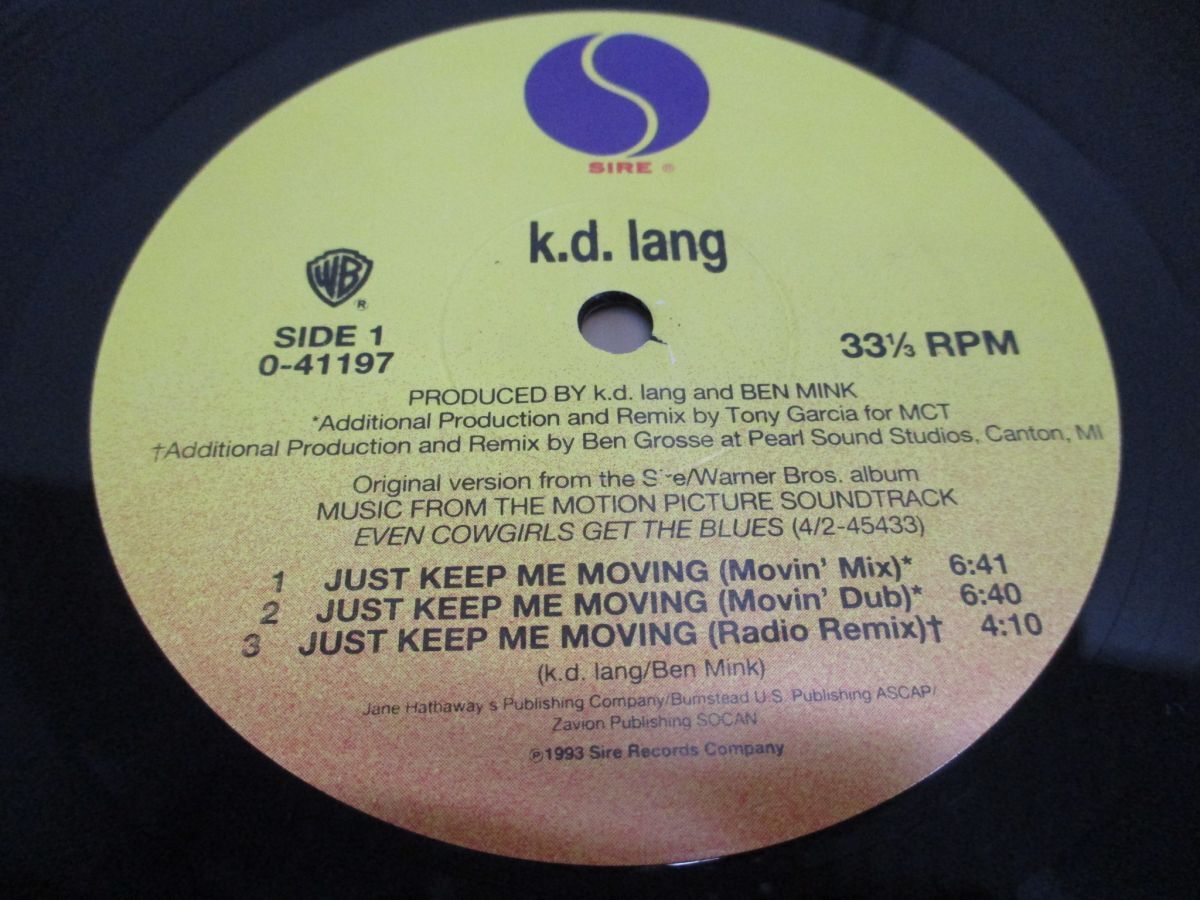 SIRE ®
k.d. lang
WB
®
SIDE 1
0-41197
33⅓ RPM
PRODUCED BY k.d. lang and BEN MINK
*Additional Production and Remix by Tony Garcia for MCT
†Additional Production and Remix by Ben Grosse at Pearl Sound Studios, Canton, MI
Original version from the Sire/Warner Bros. album
MUSIC FROM THE MOTION PICTURE SOUNDTRACK
EVEN COWGIRLS GET THE BLUES (4/2-45433)
1 JUST KEEP ME MOVING (Movin' Mix)* 6:41
2 JUST KEEP ME MOVING (Movin' Dub)* 6:40
3 JUST KEEP ME MOVING (Radio Remix)† 4:10
(k.d. lang/Ben Mink)
Jane Hathaway's Publishing Company/Bumstead U.S. Publishing ASCAP/
Zavion Publishing SOCAN
℗1993 Sire Records Company